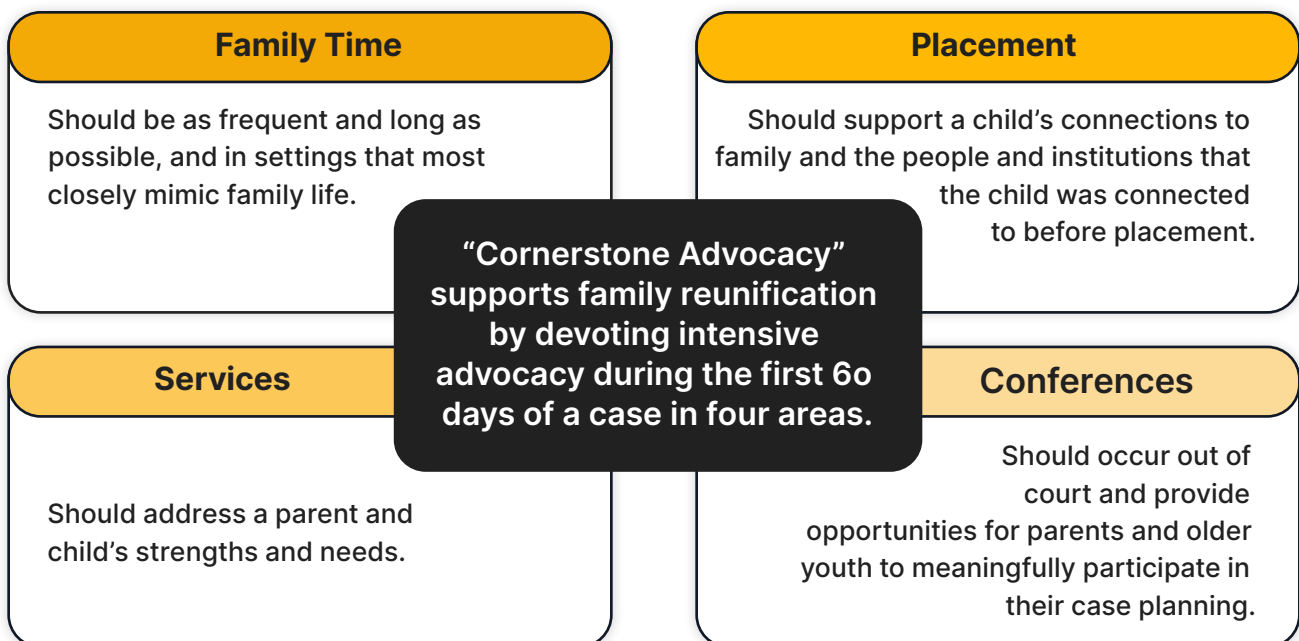 Family Time
Should be as frequent and long as
possible, and in settings that most
closely mimic family life.
Placement
Should support a child’s connections to
family and the people and institutions that
the child was connected
to before placement.
“Cornerstone Advocacy”
supports family reunification
by devoting intensive
advocacy during the first 6o
days of a case in four areas.
Services
Should address a parent and
child’s strengths and needs.
Conferences
Should occur out of
court and provide
opportunities for parents and older
youth to meaningfully participate in
their case planning.